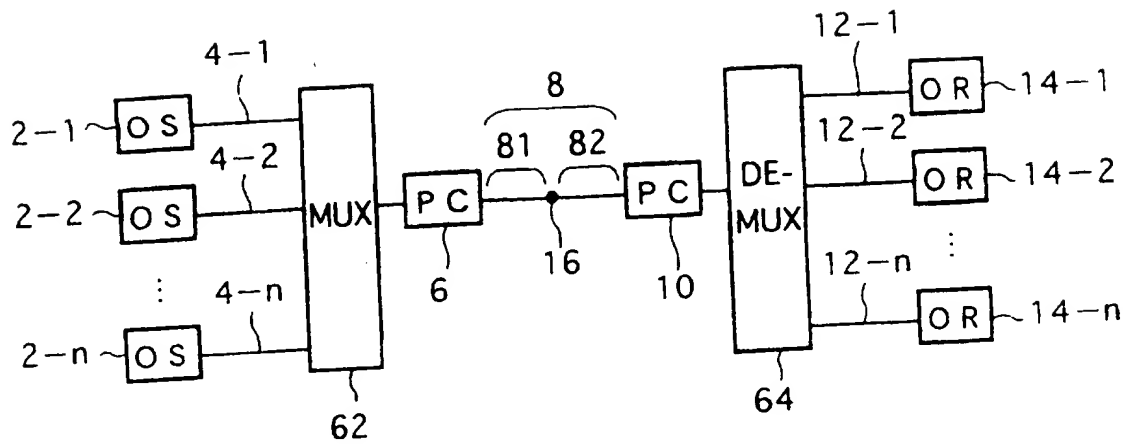 4-1
2-1
OS
4-2
2-2
OS
⋮
4-n
2-n
OS
MUX
62
PC
6
8
81
82
16
PC
10
DE-
MUX
64
12-1
OR
14-1
12-2
OR
14-2
⋮
12-n
OR
14-n